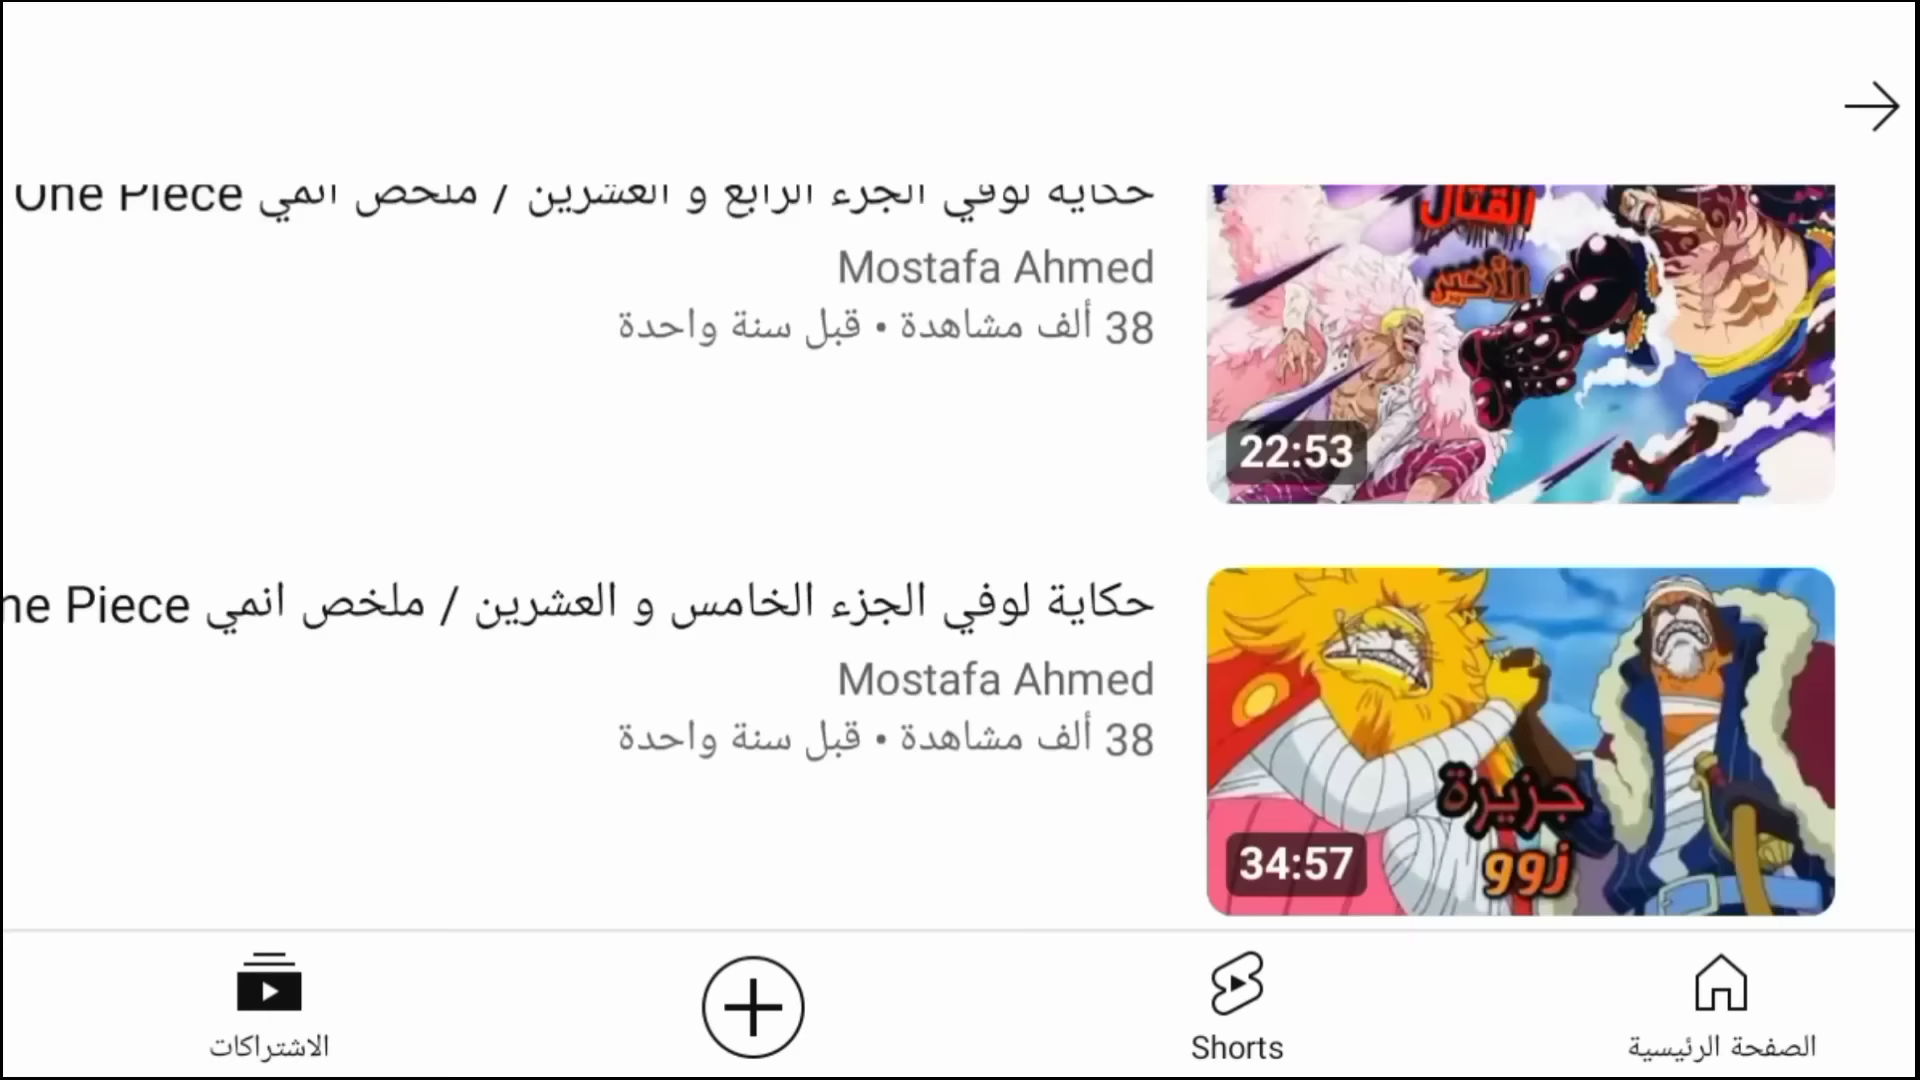 حكاية لوفي الجزء الرابع و العشرين / ملخص انمي One Piece
Mostafa Ahmed
38 ألف مشاهدة • قبل سنة واحدة
القتال
الأخير
22:53
حكاية لوفي الجزء الخامس و العشرين / ملخص انمي ne Piece
Mostafa Ahmed
38 ألف مشاهدة • قبل سنة واحدة
جزيرة
زوو
34:57
الصفحة الرئيسية
Shorts
الاشتراكات